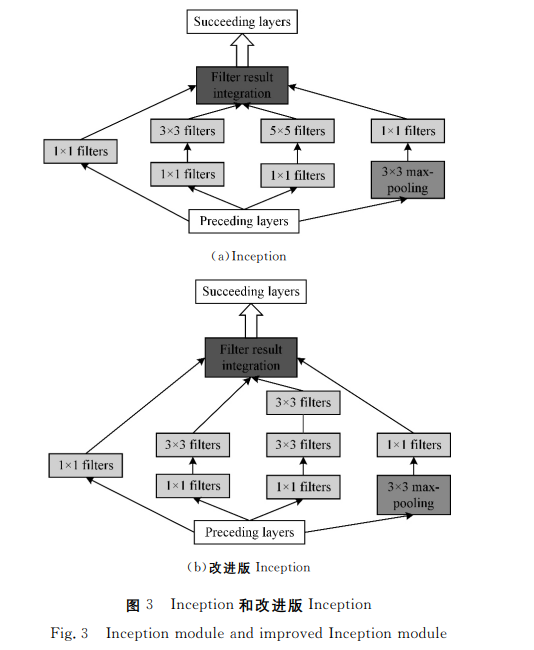 Succeeding layers
Filter result
integration
3×3 filters
5×5 filters
1×1 filters
1×1 filters
1×1 filters
1×1 filters
3×3 max-
pooling
Preceding layers
(a)Inception
Succeeding layers
Filter result
integration
3×3 filters
3×3 filters
3×3 filters
1×1 filters
1×1 filters
1×1 filters
1×1 filters
3×3 max-
pooling
Preceding layers
(b)改进版 Inception
图 3 Inception 和改进版 Inception
Fig. 3 Inception module and improved Inception module